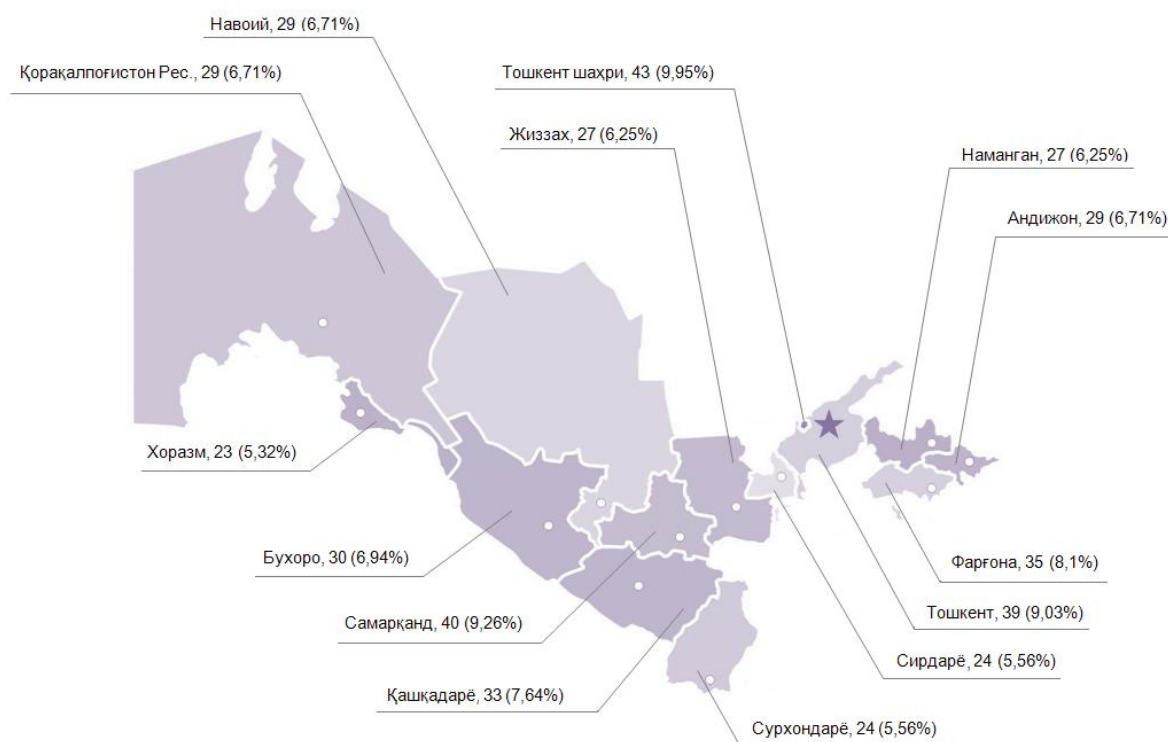 Навоий, 29 (6,71%)
Қорақалпоғистон Рес., 29 (6,71%)
Тошкент шаҳри, 43 (9,95%)
Жиззах, 27 (6,25%)
Наманган, 27 (6,25%)
Андижон, 29 (6,71%)
Хоразм, 23 (5,32%)
Бухоро, 30 (6,94%)
Фарғона, 35 (8,1%)
Тошкент, 39 (9,03%)
Самарқанд, 40 (9,26%)
Сирдарё, 24 (5,56%)
Қашқадарё, 33 (7,64%)
Сурхондарё, 24 (5,56%)